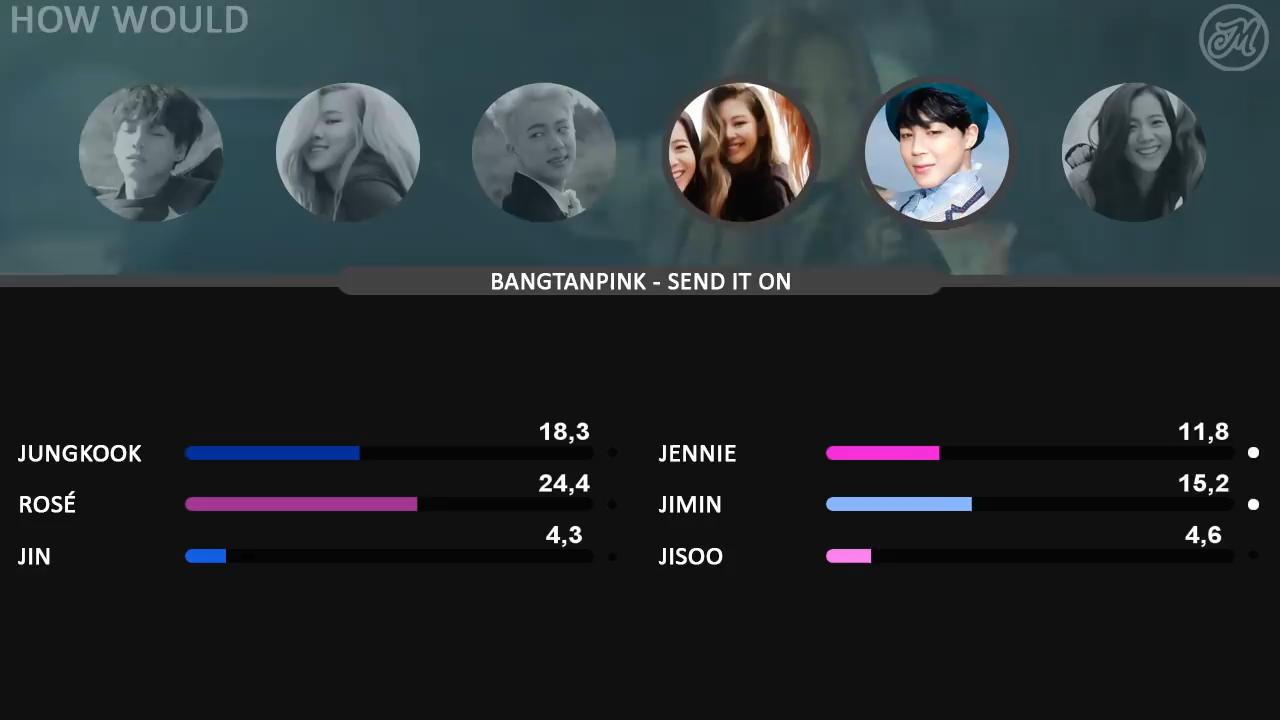 HOW WOULD
BANGTANPINK - SEND IT ON
JUNGKOOK 18,3
ROSÉ 24,4
JIN 4,3
JENNIE 11,8
JIMIN 15,2
JISOO 4,6